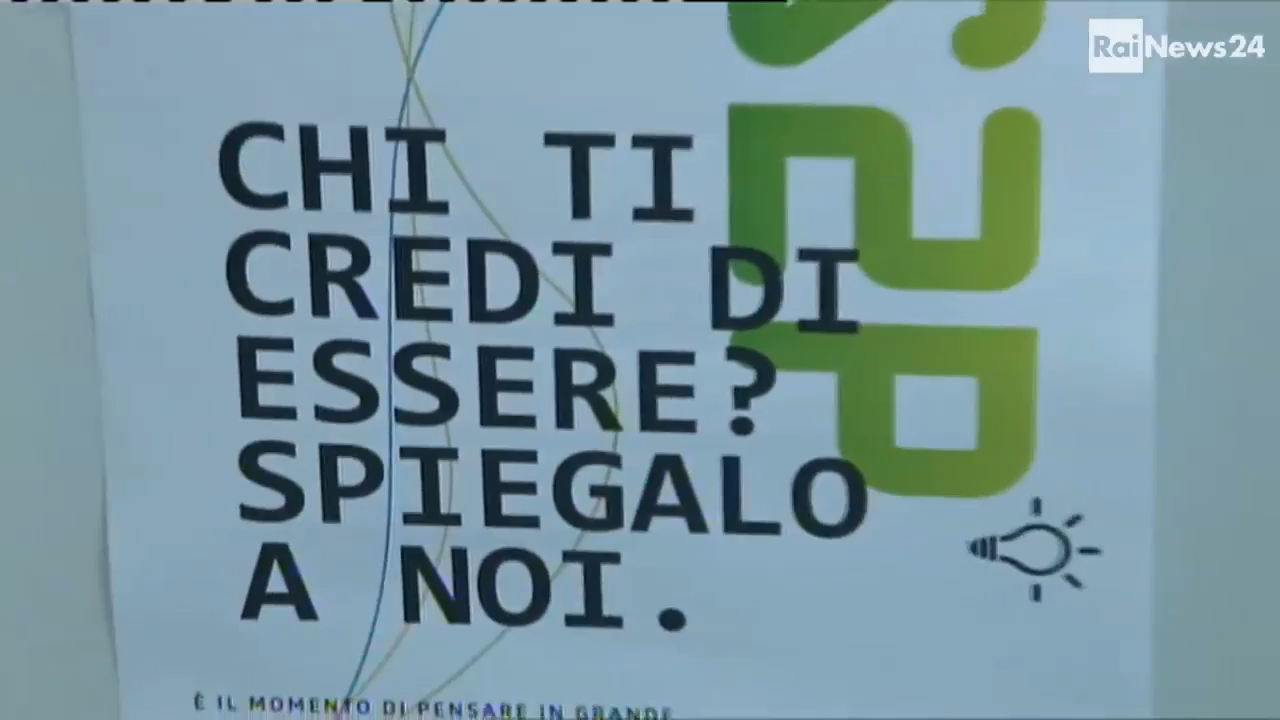 RaiNews24
CHI TI
CREDI DI
ESSERE?
SPIEGALO
A NOI.
È IL MOMENTO DI PENSARE IN GRANDE